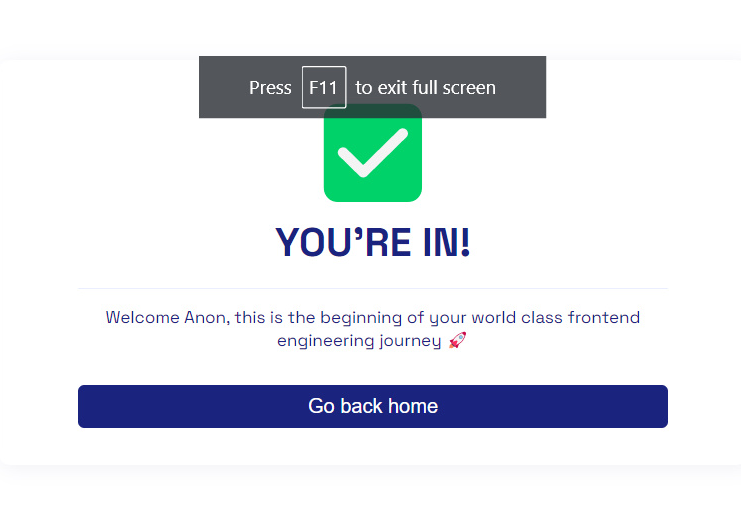 Press F11 to exit full screen
YOU'RE IN!
Welcome Anon, this is the beginning of your world class frontend
engineering journey 🚀
Go back home